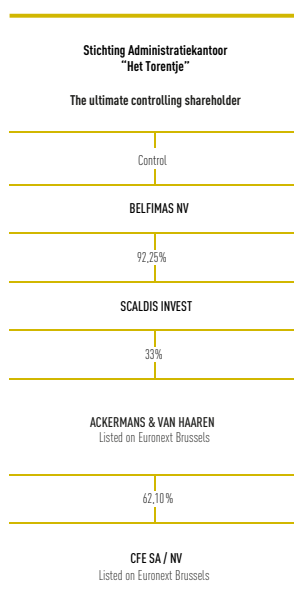 Stichting Administratiekantoor
“Het Torentje”
The ultimate controlling shareholder
Control
BELFIMAS NV
92,25%
SCALDIS INVEST
33%
ACKERMANS & VAN HAAREN
Listed on Euronext Brussels
62,10%
CFE SA / NV
Listed on Euronext Brussels